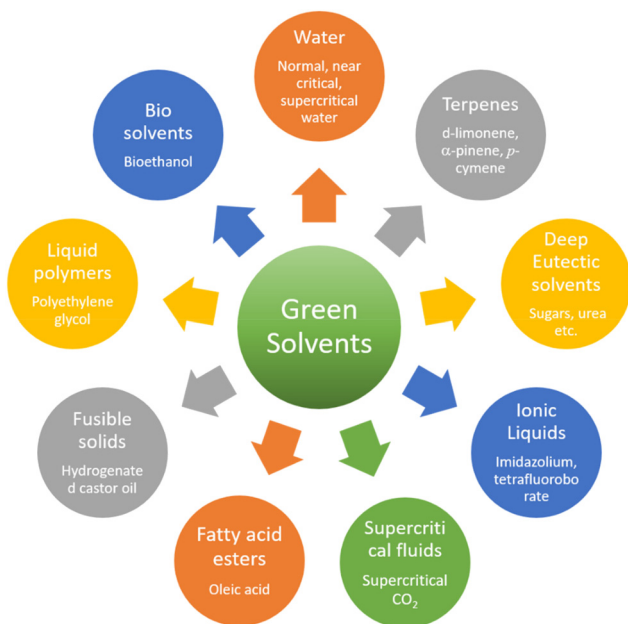 Water
Normal, near
critical,
supercritical
water
Terpenes
d-limonene,
α-pinene, p-
cymene
Deep
Eutectic
solvents
Sugars, urea
etc.
Ionic
Liquids
Imidazolium,
tetrafluorobo
rate
Supercriti
cal fluids
Supercritical
CO₂
Fatty acid
esters
Oleic acid
Fusible
solids
Hydrogenate
d castor oil
Liquid
polymers
Polyethylene
glycol
Bio
solvents
Bioethanol
Green
Solvents